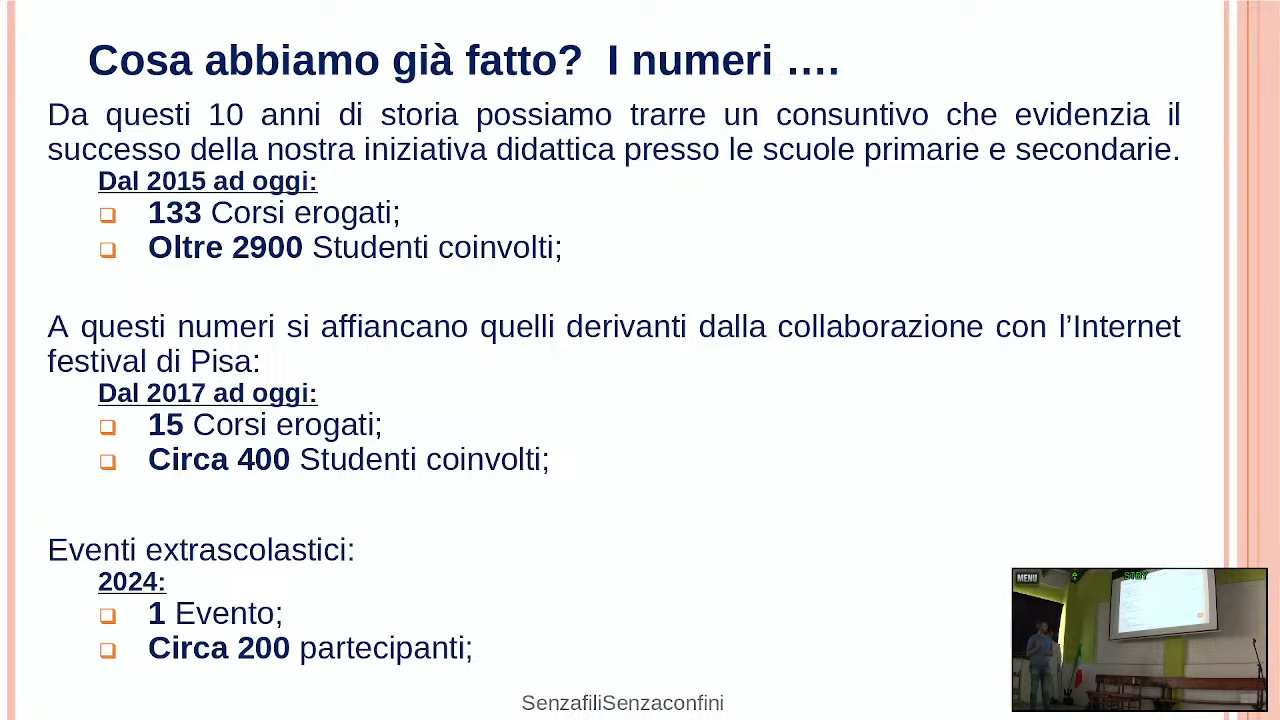 Cosa abbiamo già fatto? I numeri ....
Da questi 10 anni di storia possiamo trarre un consuntivo che evidenzia il
successo della nostra iniziativa didattica presso le scuole primarie e secondarie.
Dal 2015 ad oggi:
133 Corsi erogati;
Oltre 2900 Studenti coinvolti;
A questi numeri si affiancano quelli derivanti dalla collaborazione con l’Internet
festival di Pisa:
Dal 2017 ad oggi:
15 Corsi erogati;
Circa 400 Studenti coinvolti;
Eventi extrascolastici:
2024:
1 Evento;
Circa 200 partecipanti;
SenzafiliSenzaconfini
MENU
STBY